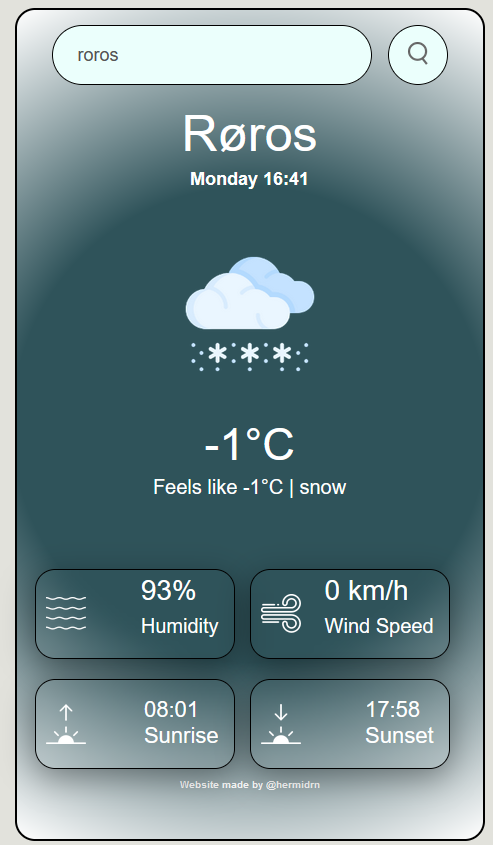 roros
Røros
Monday 16:41
-1°C
Feels like -1°C | snow
93%
Humidity
0 km/h
Wind Speed
08:01
Sunrise
17:58
Sunset
Website made by @hermidrn